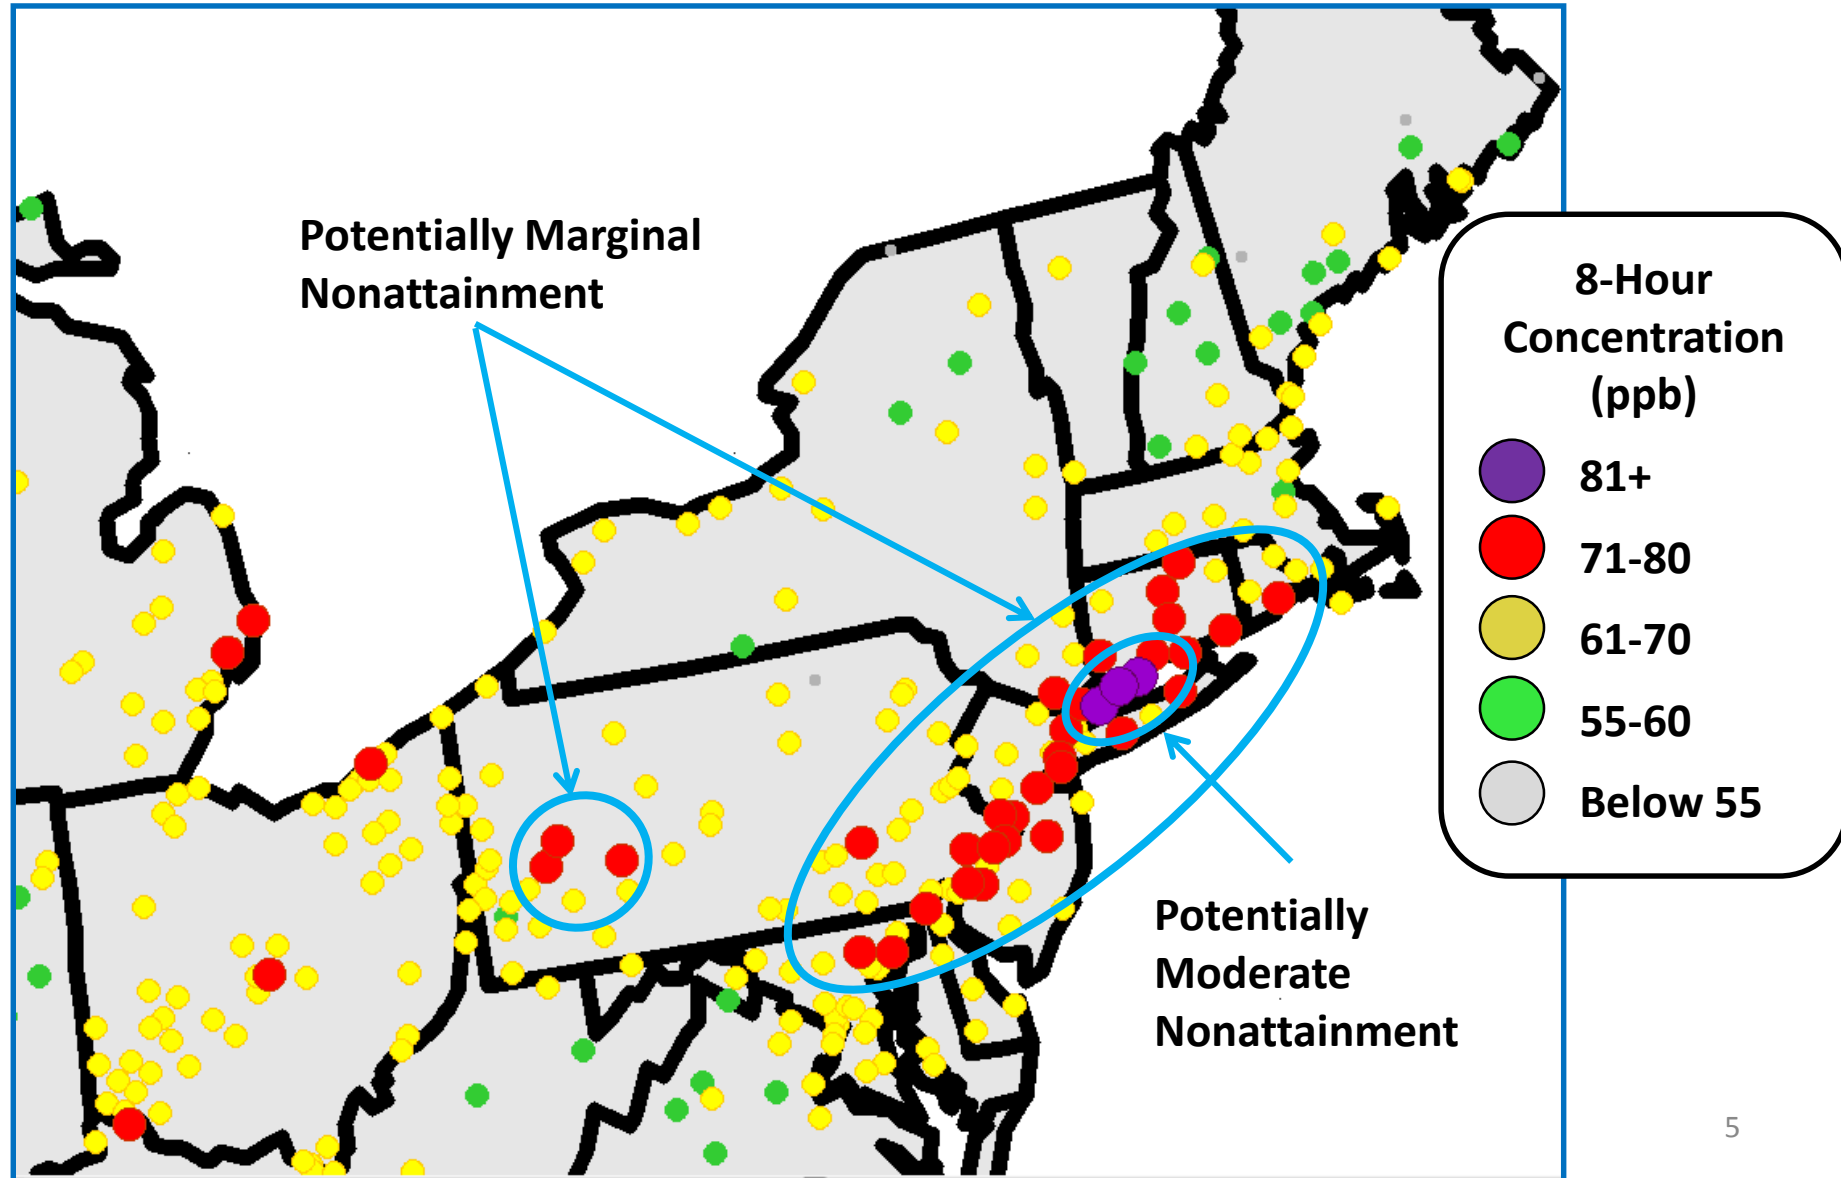 Potentially Marginal
Nonattainment
8-Hour
Concentration
(ppb)
81+
71-80
61-70
55-60
Below 55
Potentially
Moderate
Nonattainment
5